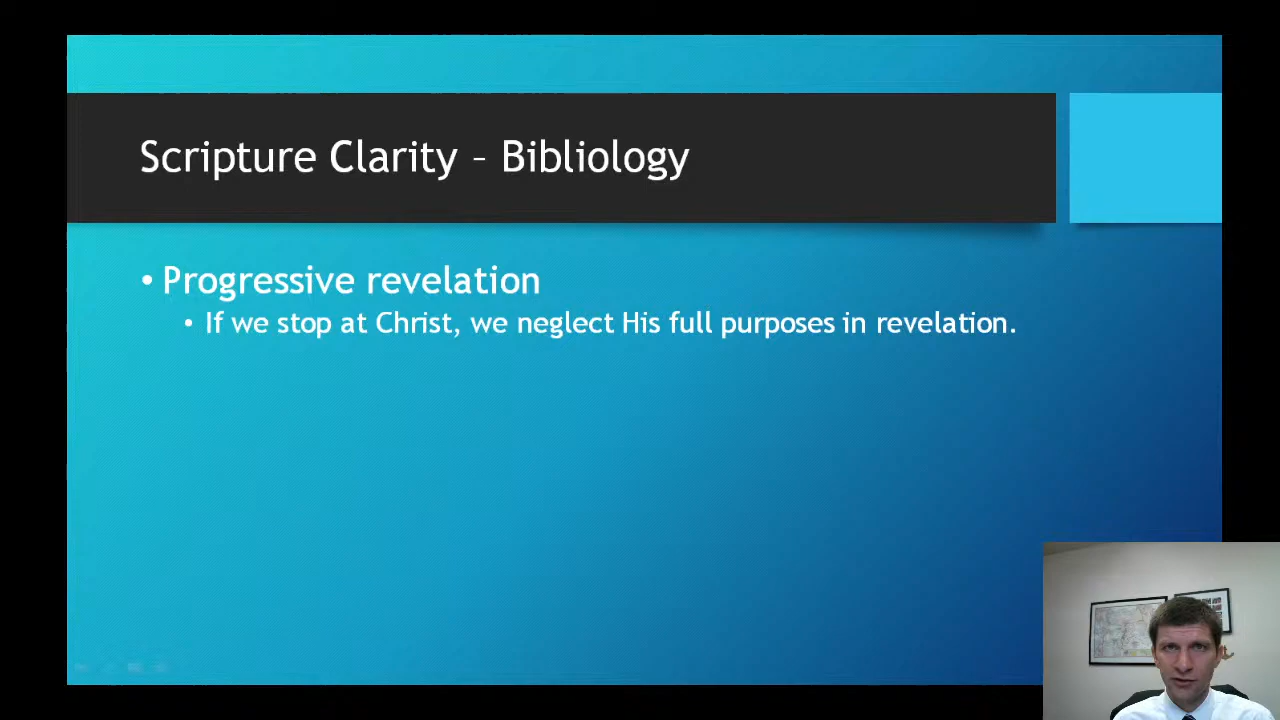 Scripture Clarity – Bibliology
• Progressive revelation
• If we stop at Christ, we neglect His full purposes in revelation.